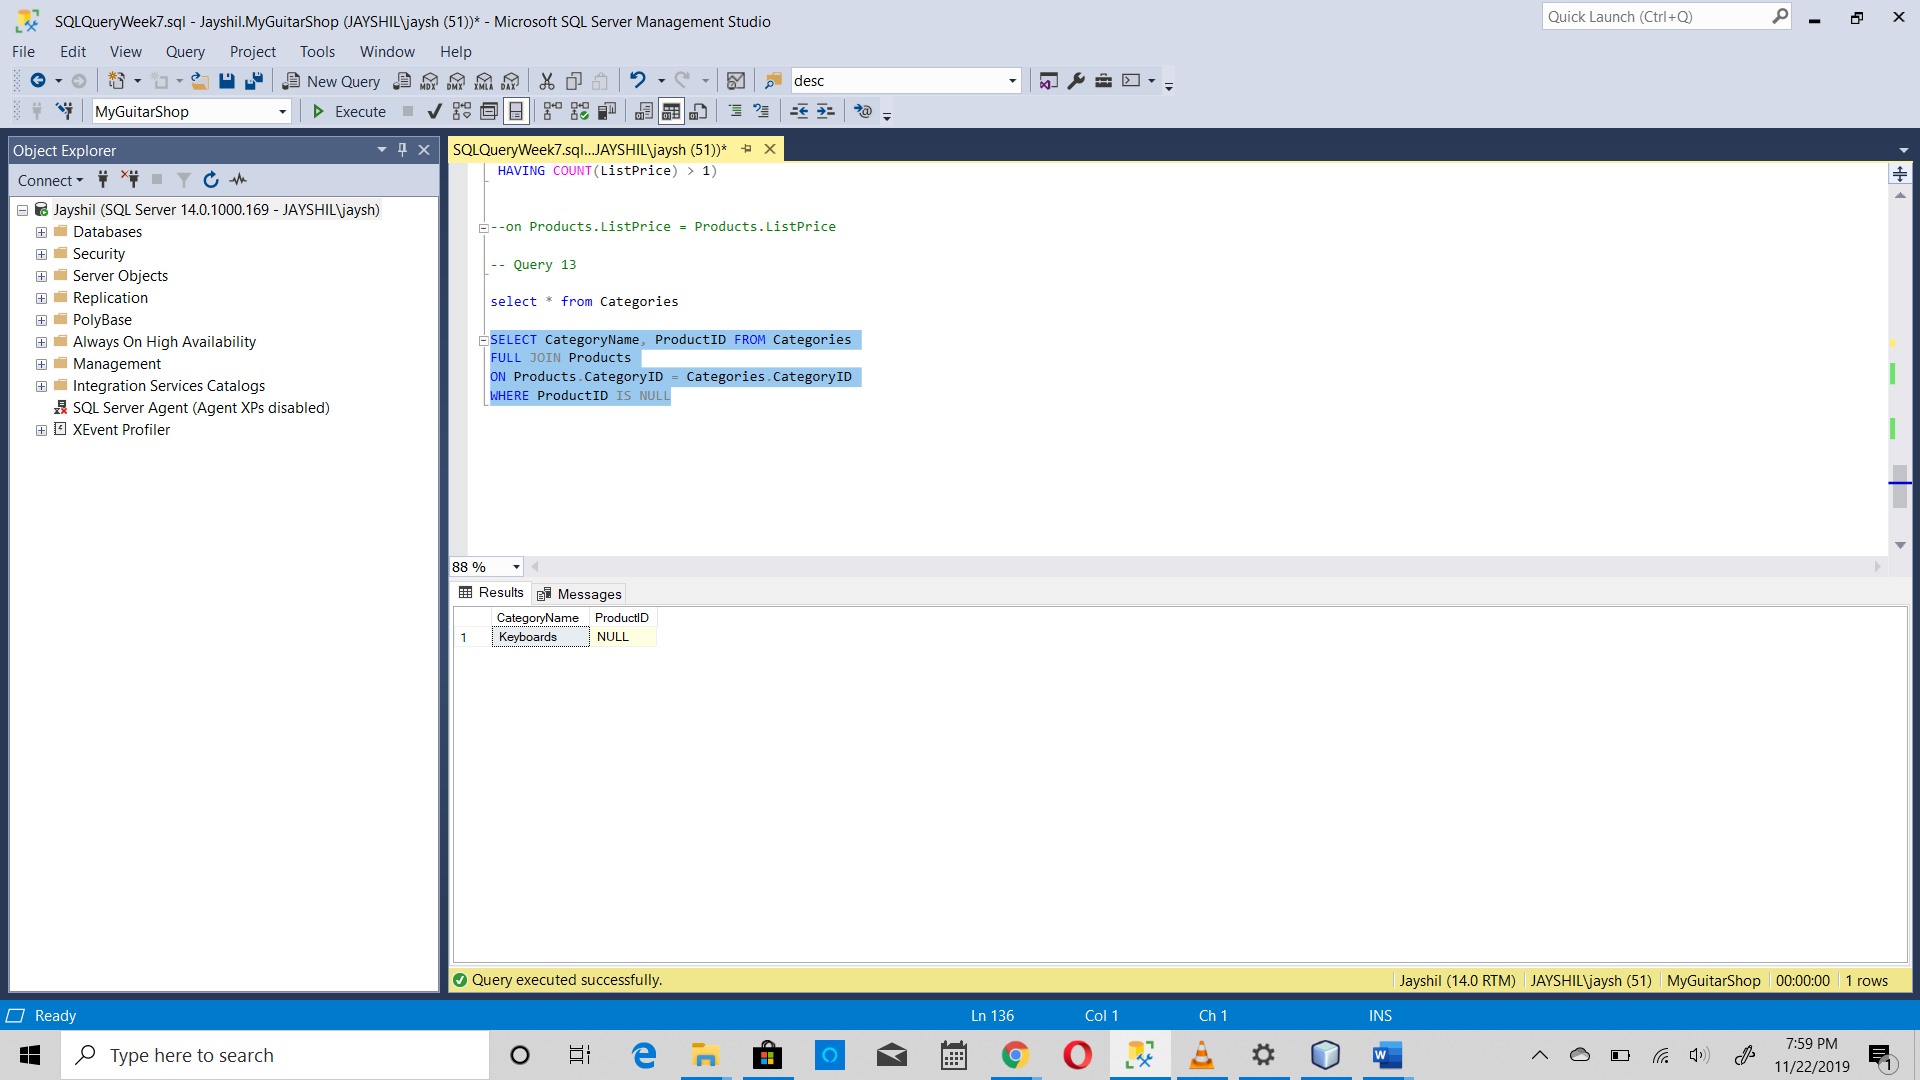 SQLQueryWeek7.sql - Jayshil.MyGuitarShop (JAYSHIL\jaysh (51))* - Microsoft SQL Server Management Studio
Quick Launch (Ctrl+Q)
File Edit View Query Project Tools Window Help
New Query
MDX
DMX
XMLA
DAX
desc
MyGuitarShop
Execute
Object Explorer
SQLQueryWeek7.sql...JAYSHIL\jaysh (51))*
Connect
Jayshil (SQL Server 14.0.1000.169 - JAYSHIL\jaysh)
Databases
Security
Server Objects
Replication
PolyBase
Always On High Availability
Management
Integration Services Catalogs
SQL Server Agent (Agent XPs disabled)
XEvent Profiler
HAVING COUNT(ListPrice) > 1)
--on Products.ListPrice = Products.ListPrice
-- Query 13
select * from Categories
SELECT CategoryName, ProductID FROM Categories
FULL JOIN Products
ON Products.CategoryID = Categories.CategoryID
WHERE ProductID IS NULL
88 %
Results Messages
CategoryName ProductID
1 Keyboards NULL
Query executed successfully.
Jayshil (14.0 RTM) JAYSHIL\jaysh (51) MyGuitarShop 00:00:00 1 rows
Ready
Ln 136 Col 1 Ch 1 INS
Type here to search
7:59 PM
11/22/2019
1